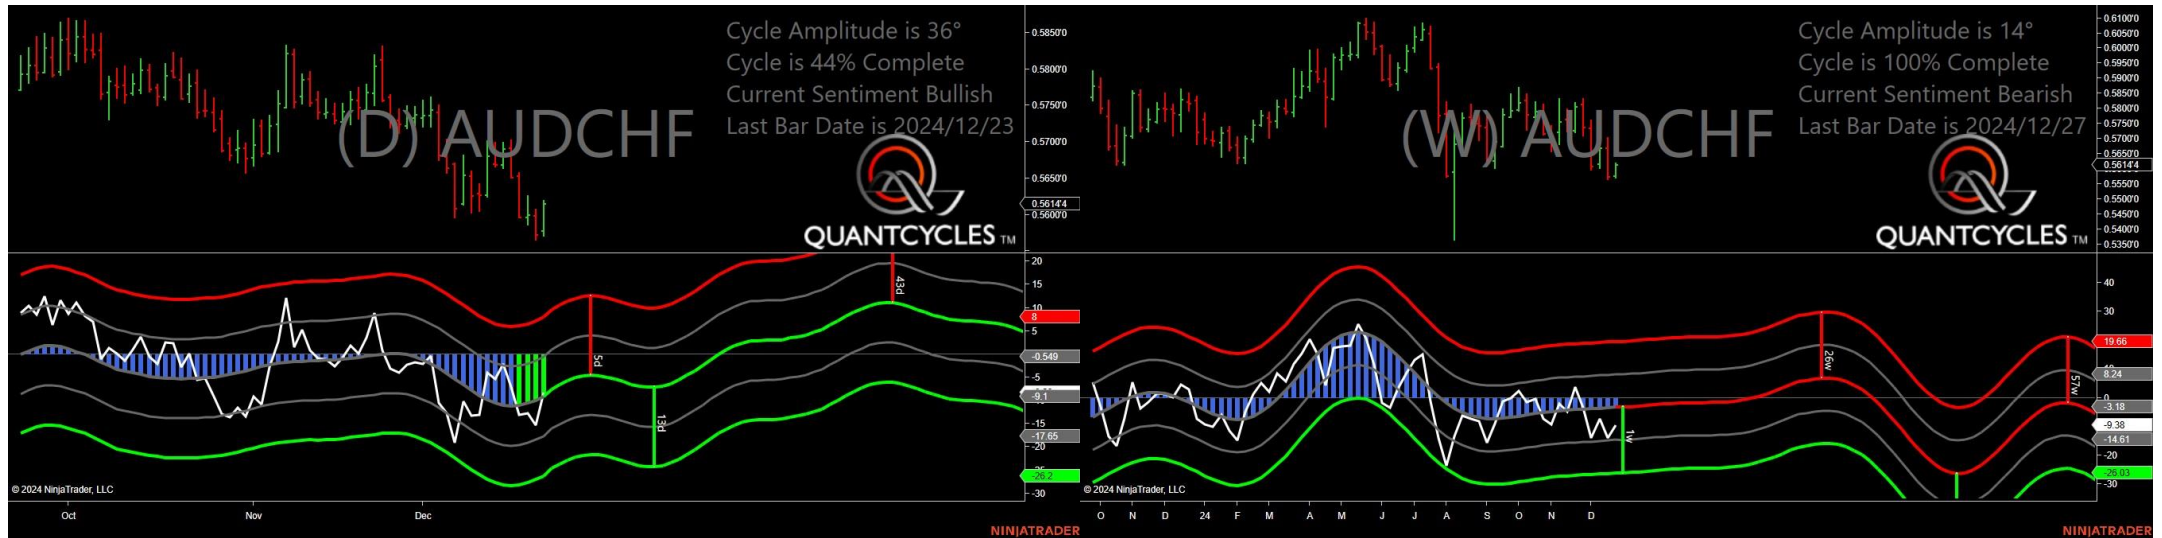 Cycle Amplitude is 36°
Cycle is 44% Complete
Current Sentiment Bullish
Last Bar Date is 2024/12/23
(D) AUDCHF
QUANTCYCLES TM
0.5850'0
0.5800'0
0.5750'0
0.5700'0
0.5650'0
0.5614'4
0.5600'0
20
15
10
8
5
-0.549
-5
-9.1
-15
-17.65
-20
-26.2
-30
5d
13d
43d
© 2024 NinjaTrader, LLC
Oct Nov Dec
NINJATRADER
Cycle Amplitude is 14°
Cycle is 100% Complete
Current Sentiment Bearish
Last Bar Date is 2024/12/27
(W) AUDCHF
QUANTCYCLES TM
0.6100'0
0.6050'0
0.6000'0
0.5950'0
0.5900'0
0.5850'0
0.5800'0
0.5750'0
0.5700'0
0.5650'0
0.5614'4
0.5550'0
0.5500'0
0.5450'0
0.5400'0
0.5350'0
40
30
19.66
8.24
0
-3.18
-9.38
-14.61
-20
-26.03
-30
1w
26w
57w
© 2024 NinjaTrader, LLC
O N D 24 F M A M J J A S O N D
NINJATRADER